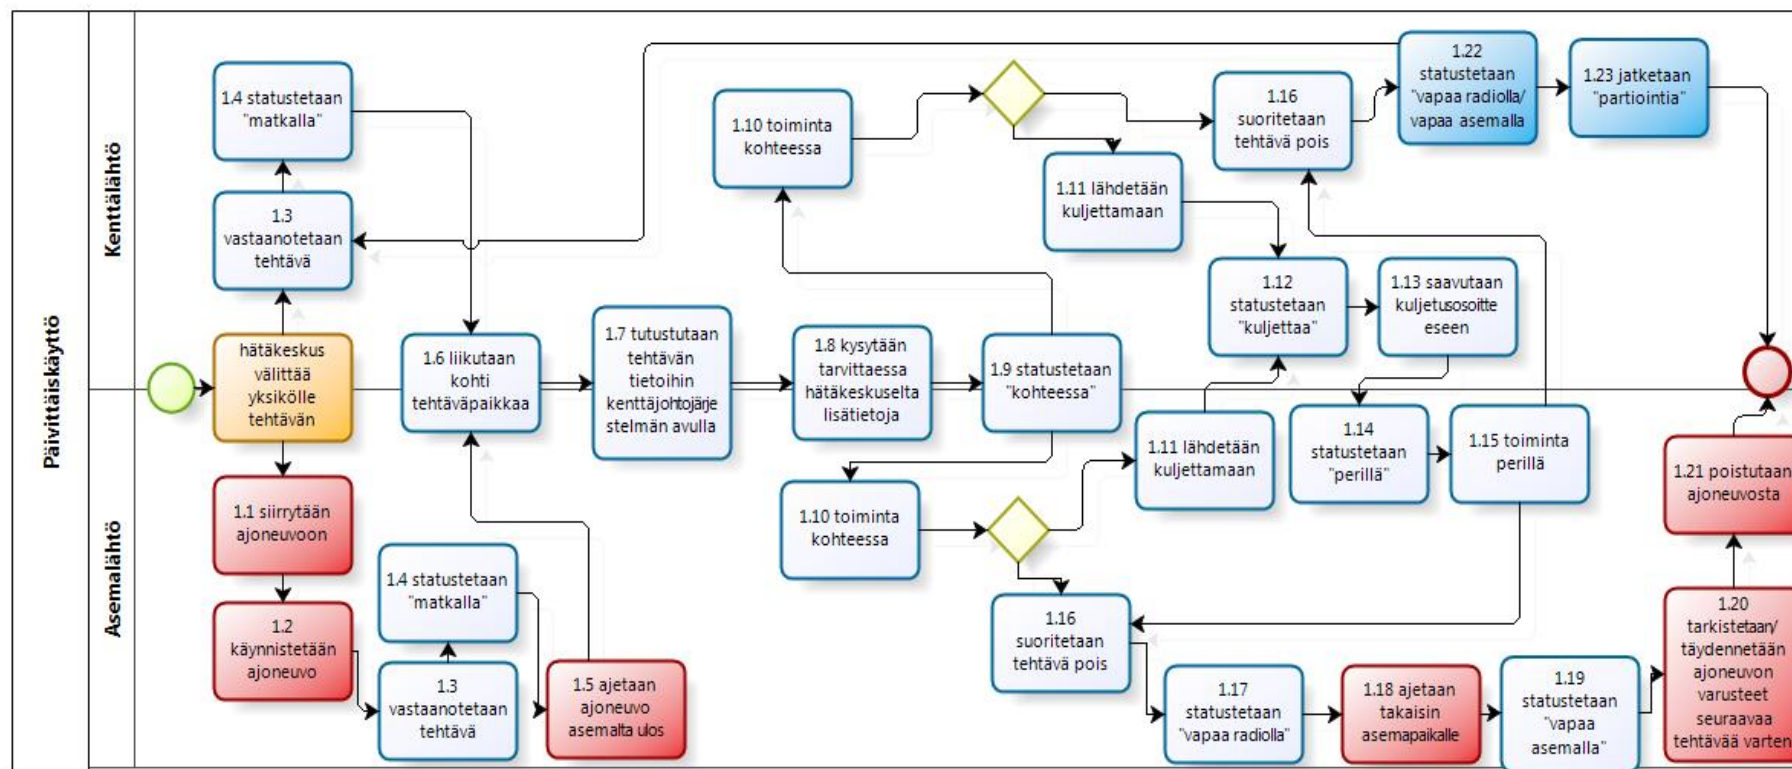 Päivittäiskäytö
Kenttälähtö
1.4 statustetaan
"matkalla"
1.3
vastaanotetaan
tehtävä
hätäkeskus
välittää
yksikölle
tehtävän
1.6 liikutaan
kohti
tehtäväpaikkaa
1.7 tutustutaan
tehtävän
tietoihin
kenttäjohtojärje
stelmän avulla
1.8 kysytään
tarvittaessa
hätäkeskuselta
lisätietoja
1.9 statustetaan
"kohteessa"
1.10 toiminta
kohteessa
1.11 lähdetään
kuljettamaan
1.16
suoritetaan
tehtävä pois
1.22
statustetaan
"vapaa radiolla/
vapaa asemalla
1.23 jatketaan
"partiointia"
1.12
statustetaan
"kuljettaa"
1.13 saavutaan
kuljetusosoitte
eseen
Asemalähtö
1.1 siirrytään
ajoneuvoon
1.2
käynnistetään
ajoneuvo
1.4 statustetaan
"matkalla"
1.3
vastaanotetaan
tehtävä
1.5 ajetaan
ajoneuvo
asemalta ulos
1.10 toiminta
kohteessa
1.11 lähdetään
kuljettamaan
1.14
statustetaan
"perillä"
1.15 toiminta
perillä
1.16
suoritetaan
tehtävä pois
1.17
statustetaan
"vapaa radiolla"
1.18 ajetaan
takaisin
asemapaikalle
1.19
statustetaan
"vapaa
asemalla"
1.20
tarkistetaan/
täydennetään
ajoneuvon
varusteet
seuraavaa
tehtävää varten
1.21 poistutaan
ajoneuvosta